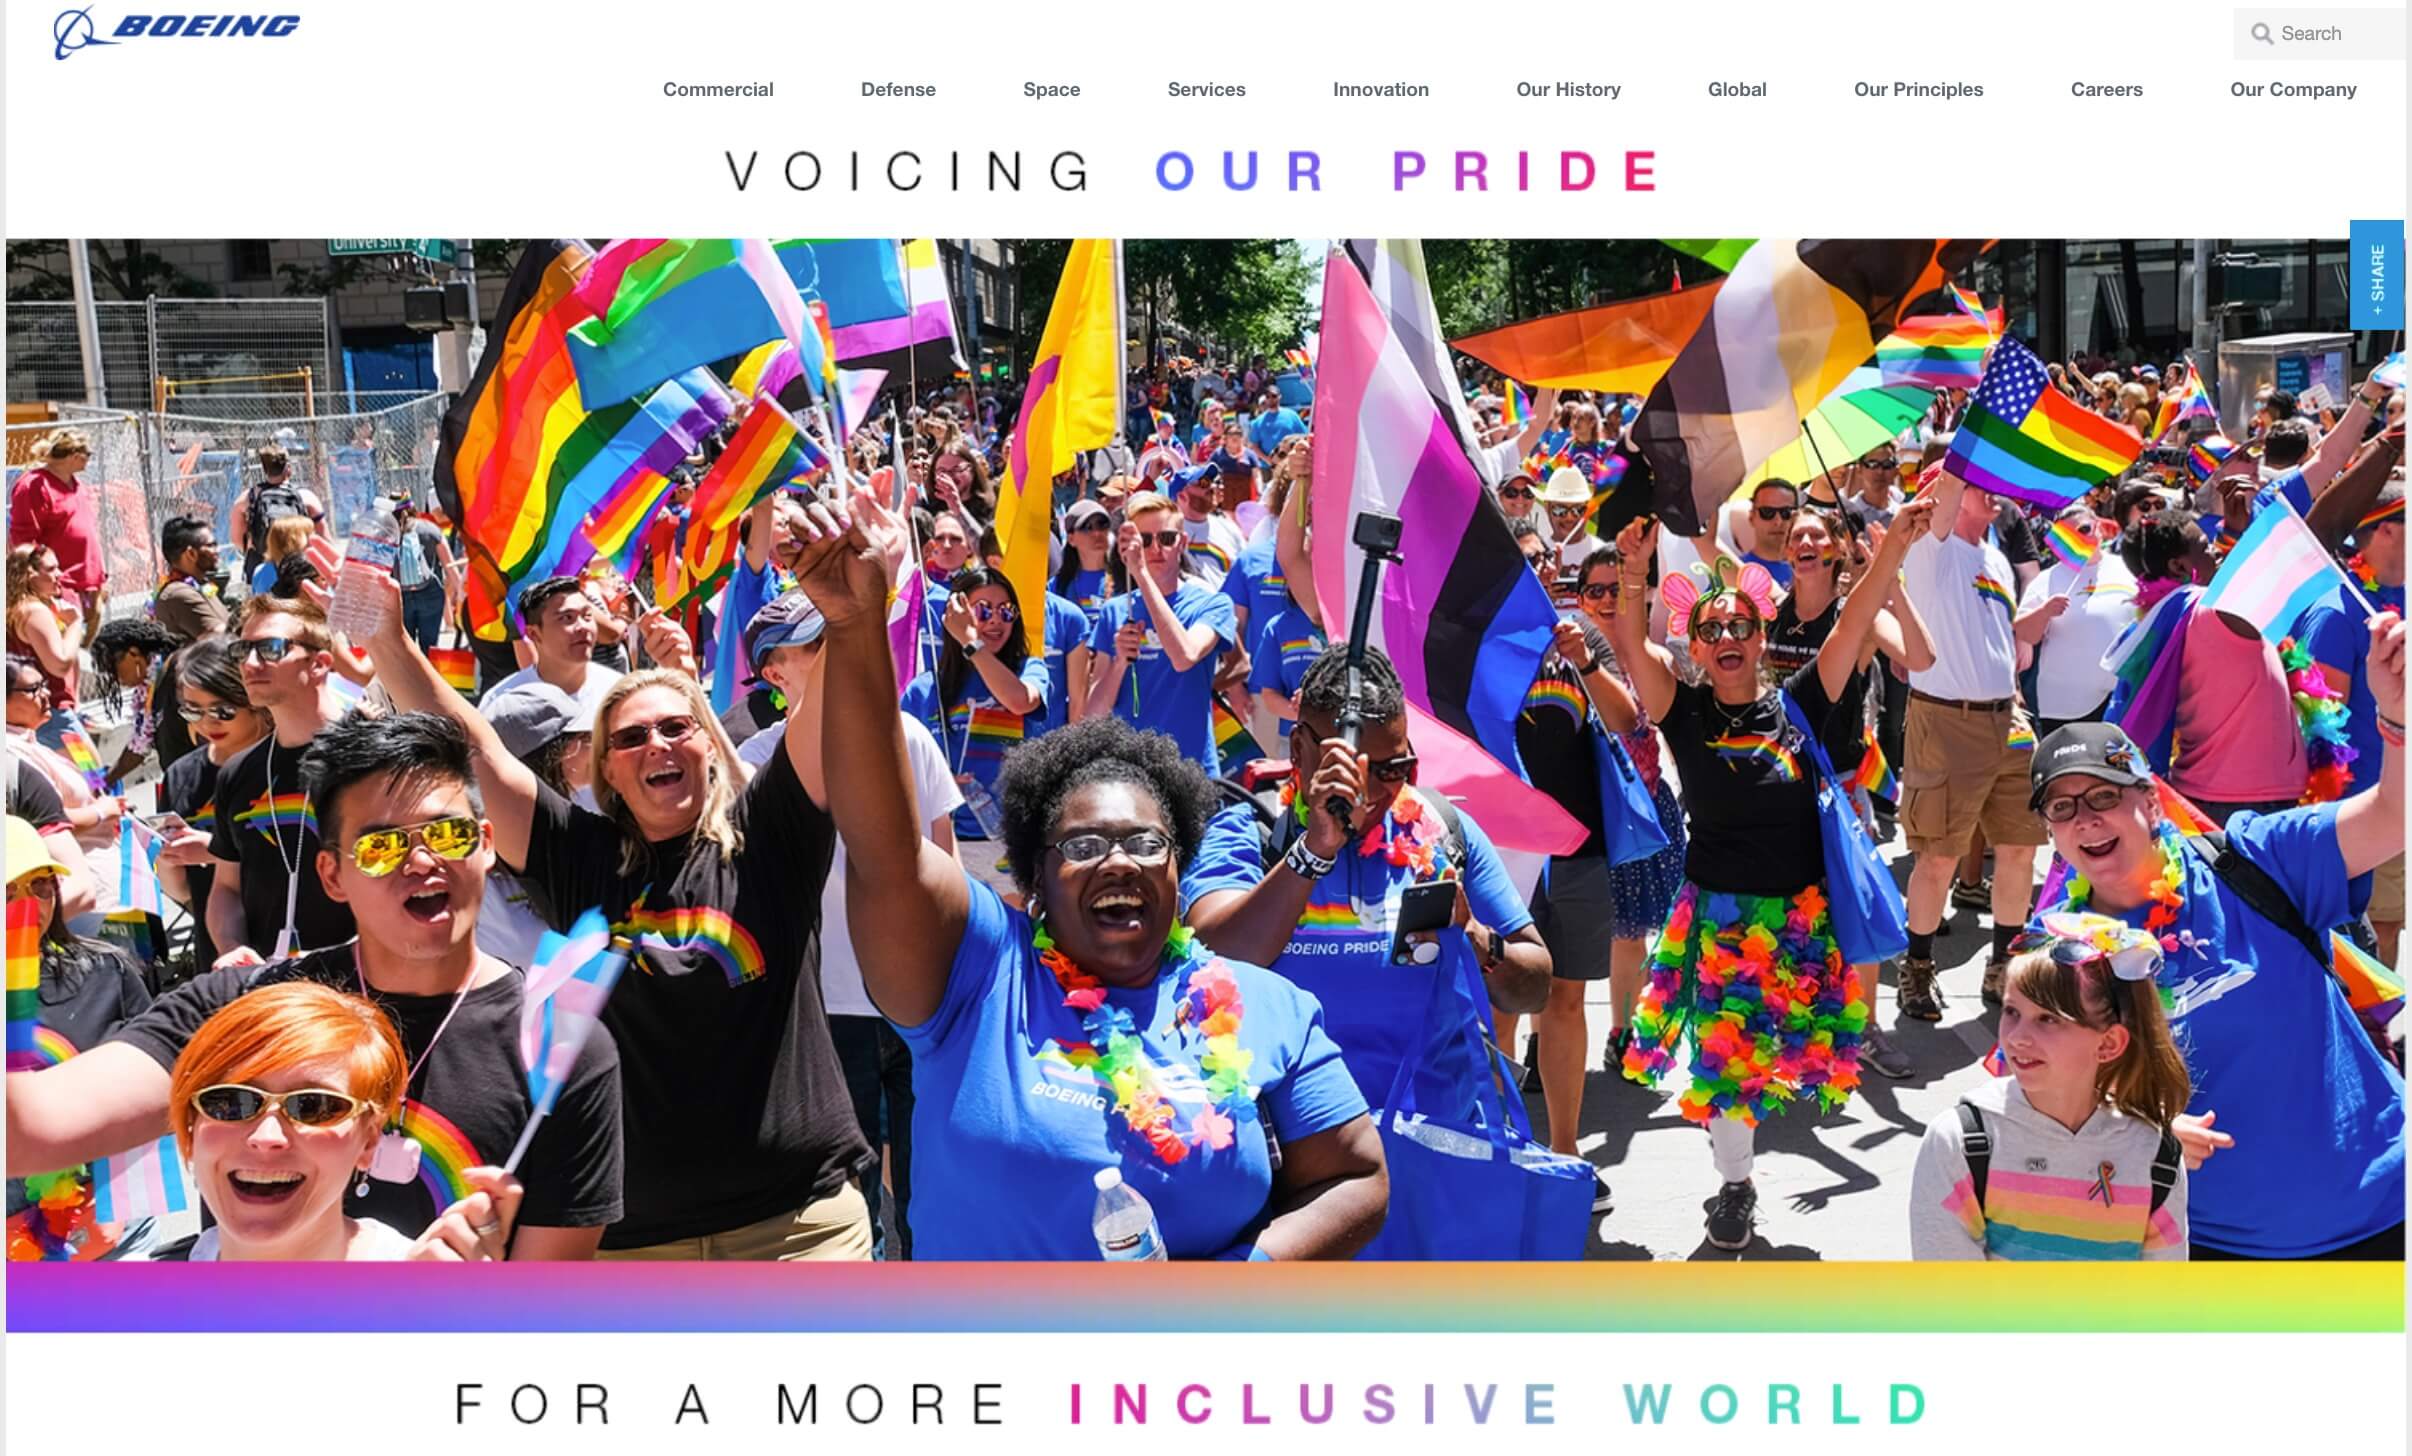 BOEING
Search
Commercial Defense Space Services Innovation Our History Global Our Principles Careers Our Company
VOICING OUR PRIDE
+ SHARE
University
BOEING PRIDE
PRIDE
BOEING
FOR A MORE INCLUSIVE WORLD